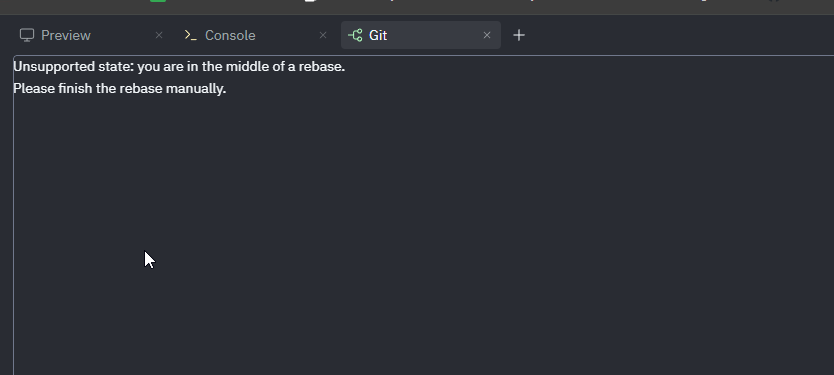 Preview
Console
Git
Unsupported state: you are in the middle of a rebase.
Please finish the rebase manually.